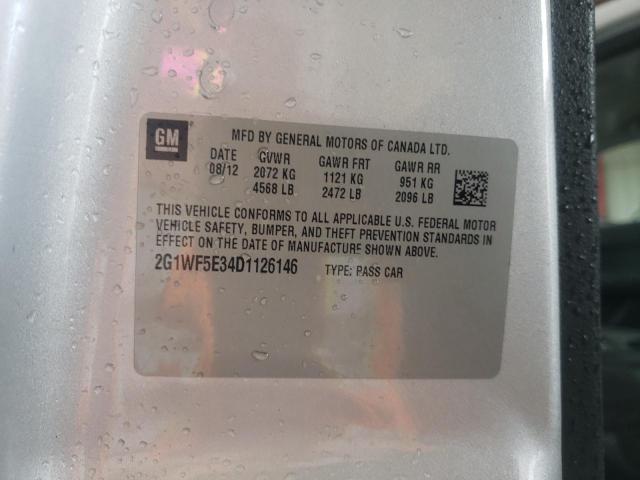 GM
MFD BY GENERAL MOTORS OF CANADA LTD.
DATE GVWR GAWR FRT GAWR RR
08/12 2072 KG 1121 KG 951 KG
4568 LB 2472 LB 2096 LB
THIS VEHICLE CONFORMS TO ALL APPLICABLE U.S. FEDERAL MOTOR
VEHICLE SAFETY, BUMPER, AND THEFT PREVENTION STANDARDS IN
EFFECT ON THE DATE OF MANUFACTURE SHOWN ABOVE.
2G1WF5E34D1126146 TYPE: PASS CAR